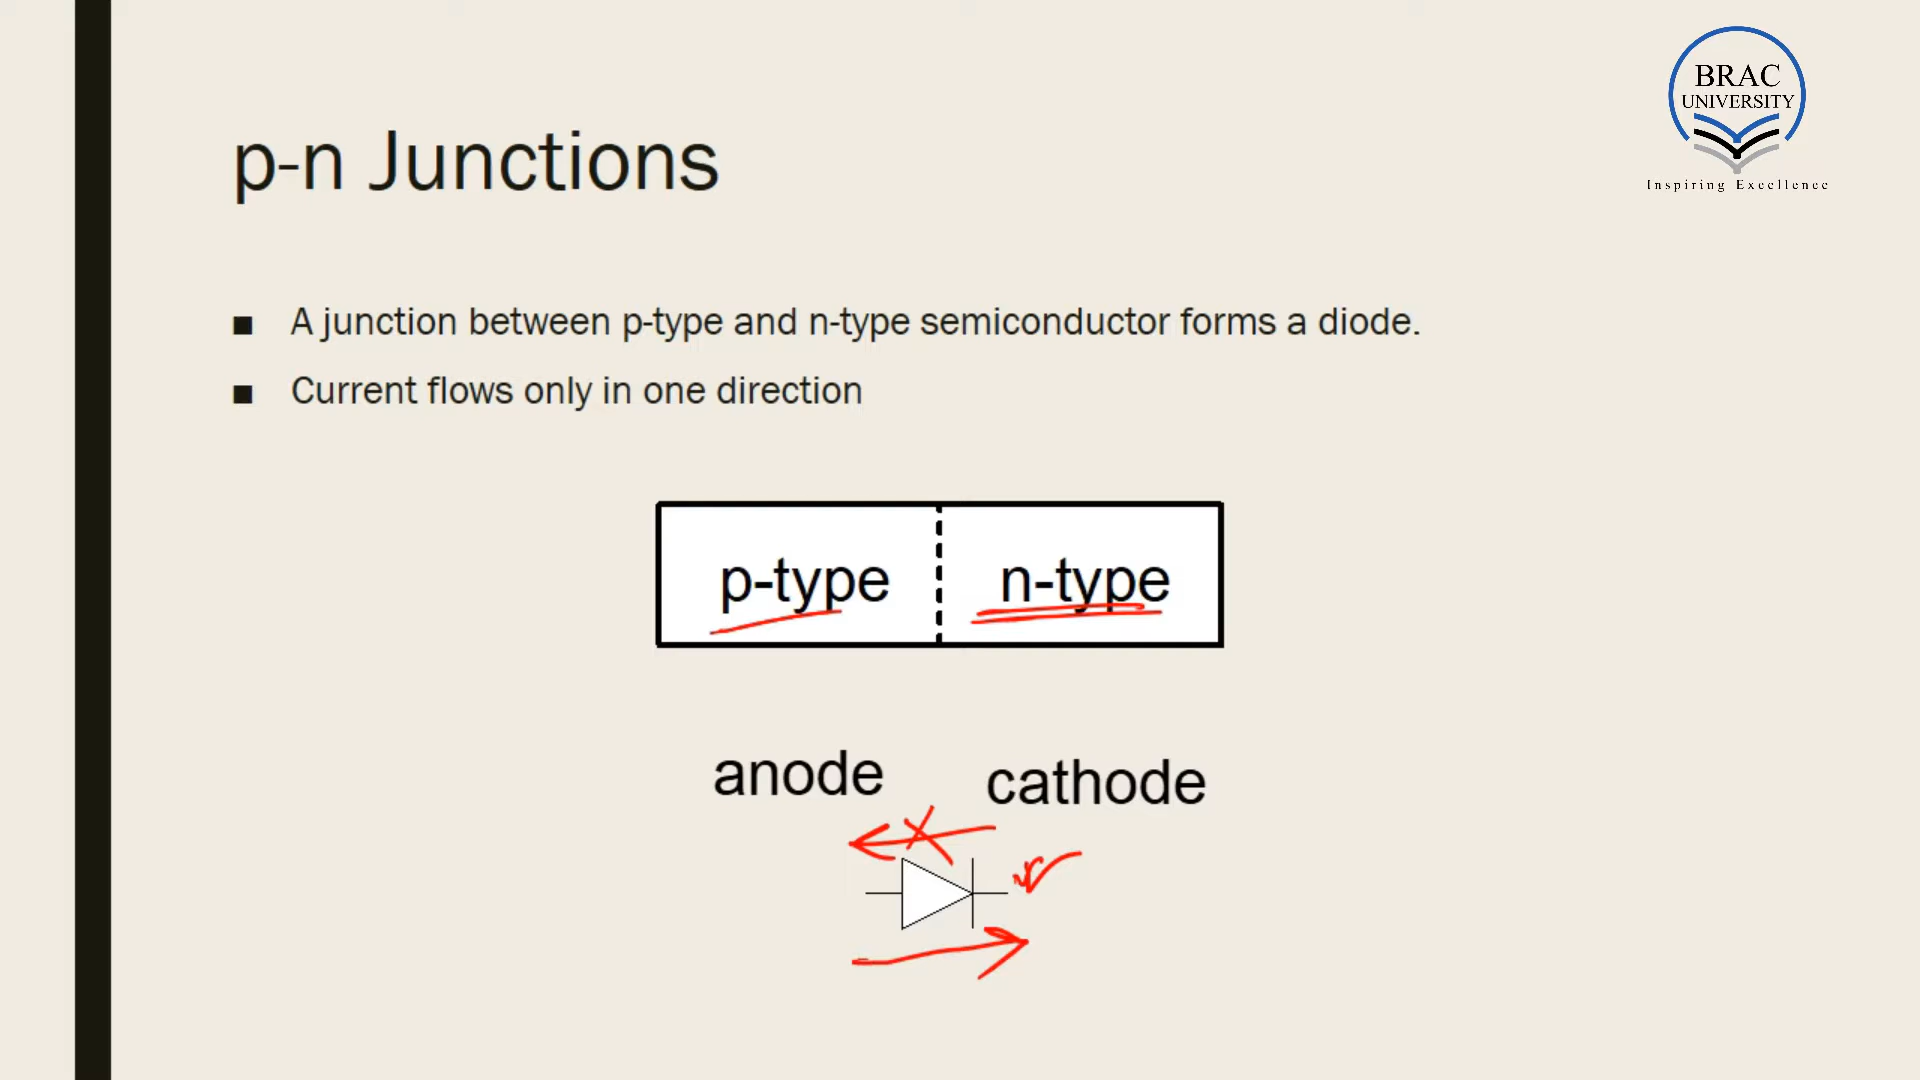 BRAC
UNIVERSITY
Inspiring Excellence
p-n Junctions
■ A junction between p-type and n-type semiconductor forms a diode.
■ Current flows only in one direction
p-type n-type
anode cathode